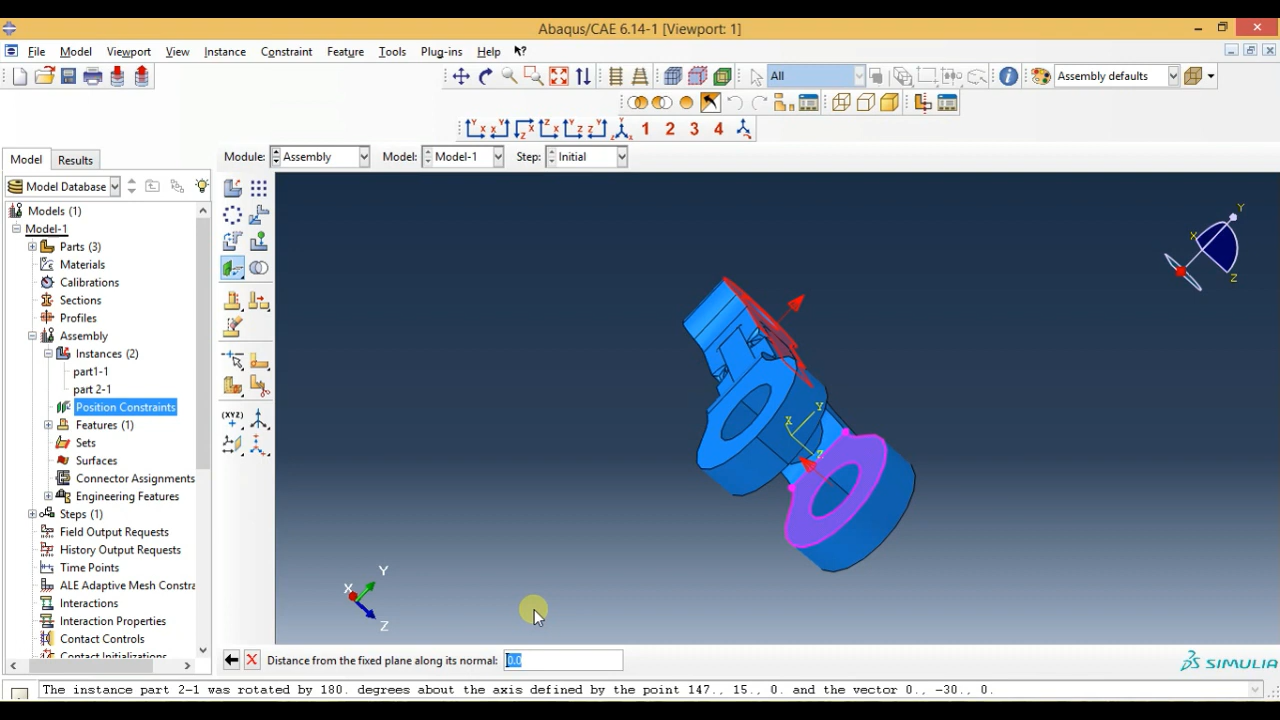 Abaqus/CAE 6.14-1 [Viewport: 1]
File Model Viewport View Instance Constraint Feature Tools Plug-ins Help
All
Assembly defaults
1 2 3 4
Model Results
Module: Assembly Model: Model-1 Step: Initial
Model Database
Models (1)
Model-1
Parts (3)
Materials
Calibrations
Sections
Profiles
Assembly
Instances (2)
part1-1
part 2-1
Position Constraints
Features (1)
Sets
Surfaces
Connector Assignments
Engineering Features
Steps (1)
Field Output Requests
History Output Requests
Time Points
ALE Adaptive Mesh Constra
Interactions
Interaction Properties
Contact Controls
Contact Initializations
(XYZ)
Y
X
Z
Y
X
Z
Y
X
Z
Distance from the fixed plane along its normal: 0.0
SIMULIA
The instance part 2-1 was rotated by 180. degrees about the axis defined by the point 147., 15., 0. and the vector 0., -30., 0.